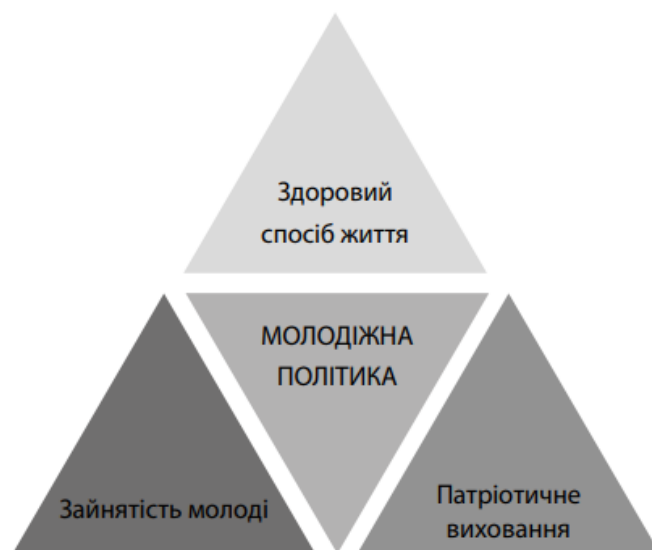 Здоровий
спосіб життя
МОЛОДІЖНА
ПОЛІТИКА
Зайнятість молоді
Патріотичне
виховання